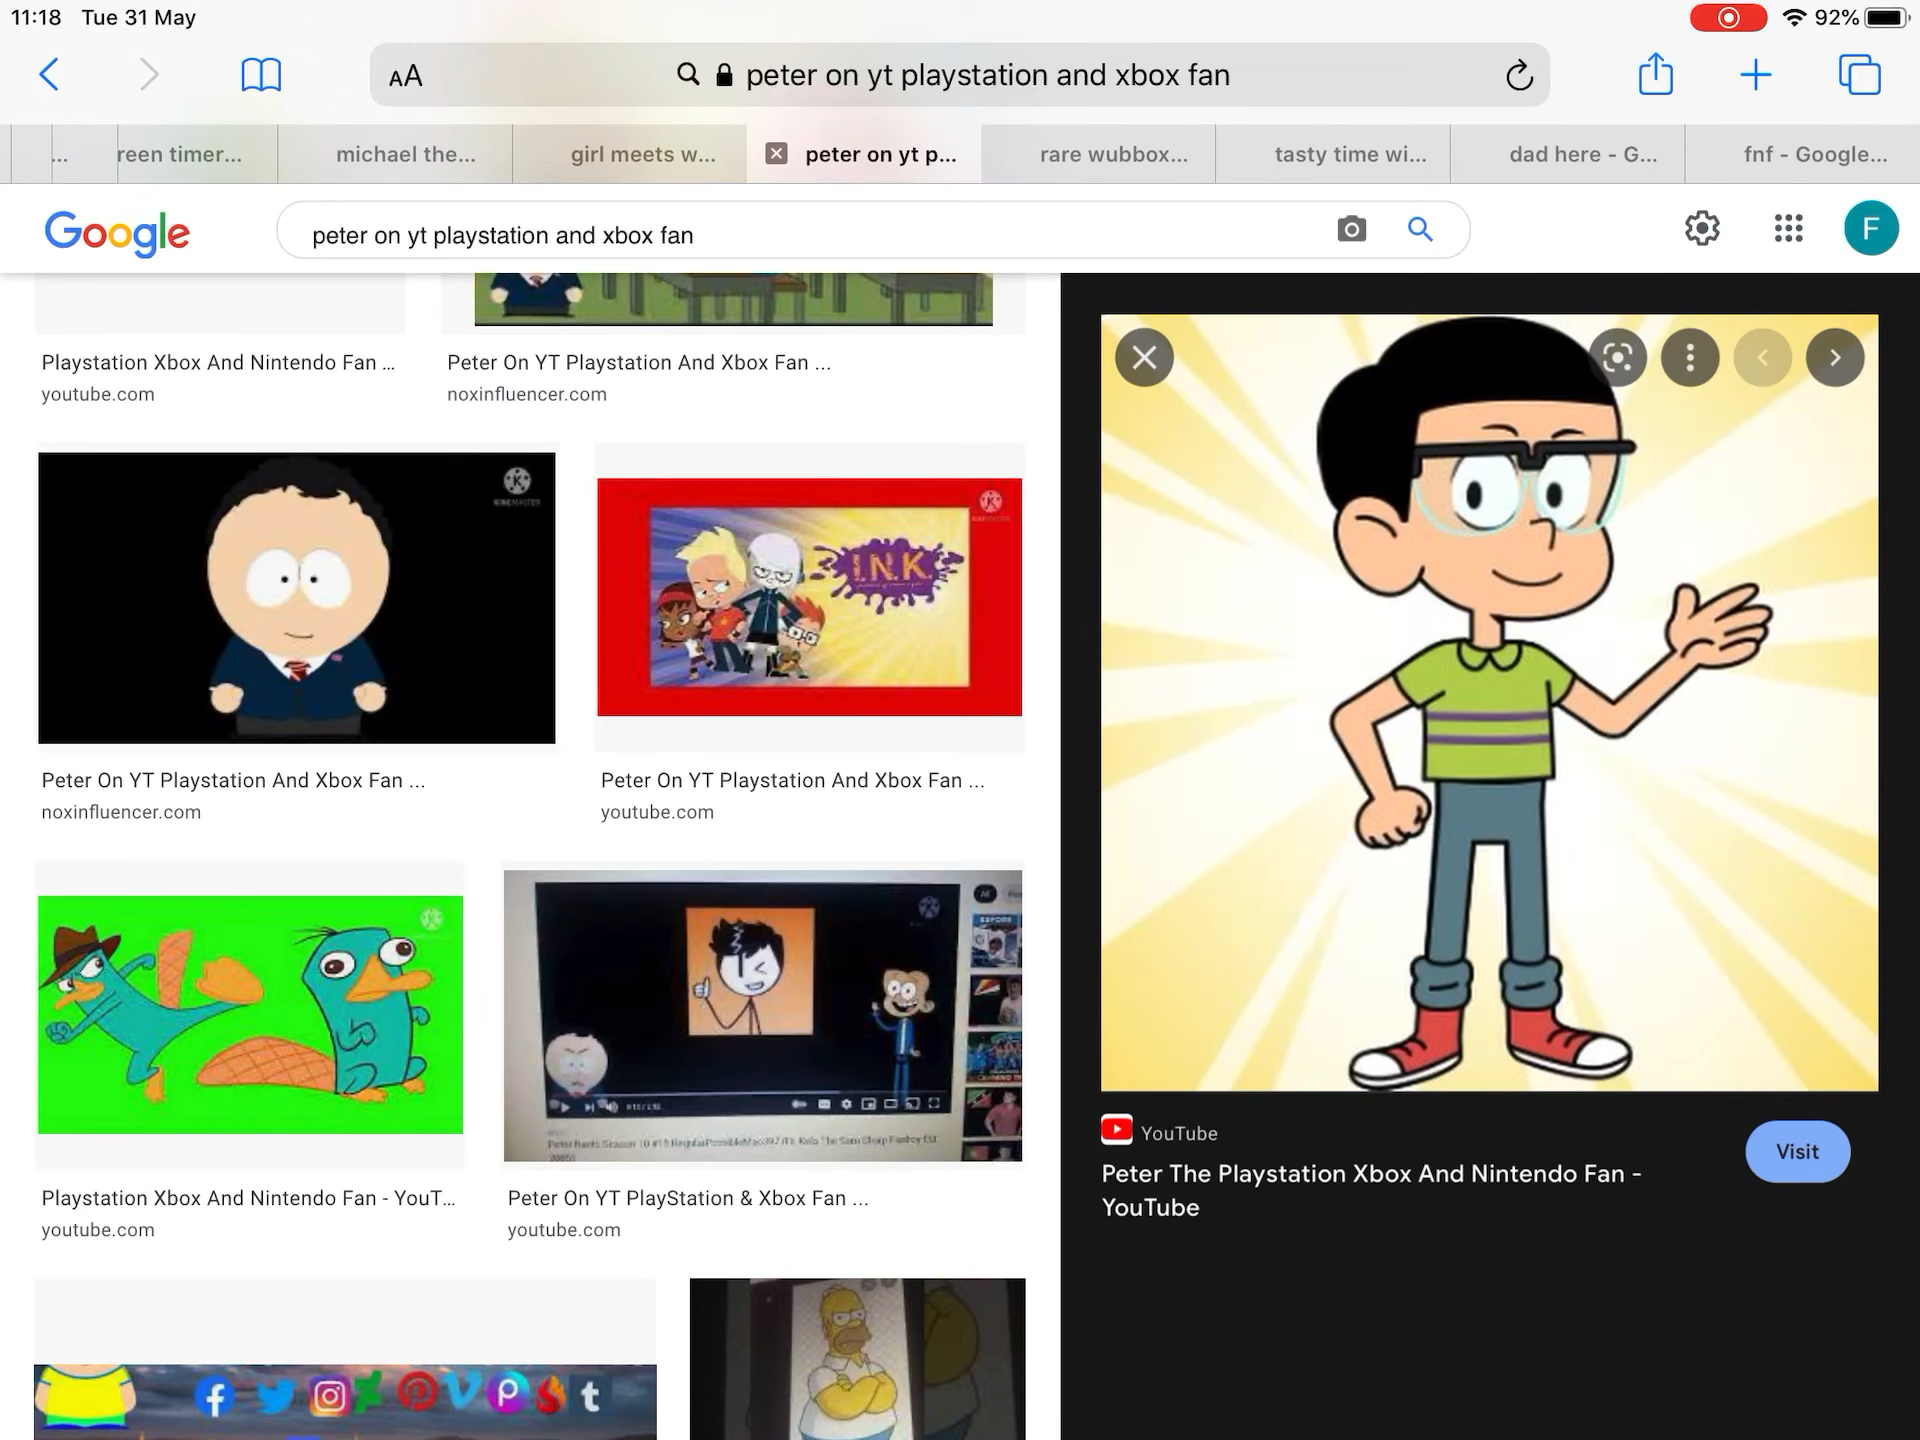 11:18 Tue 31 May
92%
AA
peter on yt playstation and xbox fan
...
reen timer...
michael the...
girl meets w...
peter on yt p...
rare wubbox...
tasty time wi...
dad here - G...
fnf - Google...
Google
peter on yt playstation and xbox fan
F
Playstation Xbox And Nintendo Fan ...
youtube.com
Peter On YT Playstation And Xbox Fan ...
noxinfluencer.com
KINEMASTER
I.N.K.
Peter On YT Playstation And Xbox Fan ...
noxinfluencer.com
Peter On YT Playstation And Xbox Fan ...
youtube.com
All
BEFORE
Playstation Xbox And Nintendo Fan - YouT...
youtube.com
Peter On YT PlayStation & Xbox Fan ...
youtube.com
YouTube
Peter The Playstation Xbox And Nintendo Fan -
YouTube
Visit